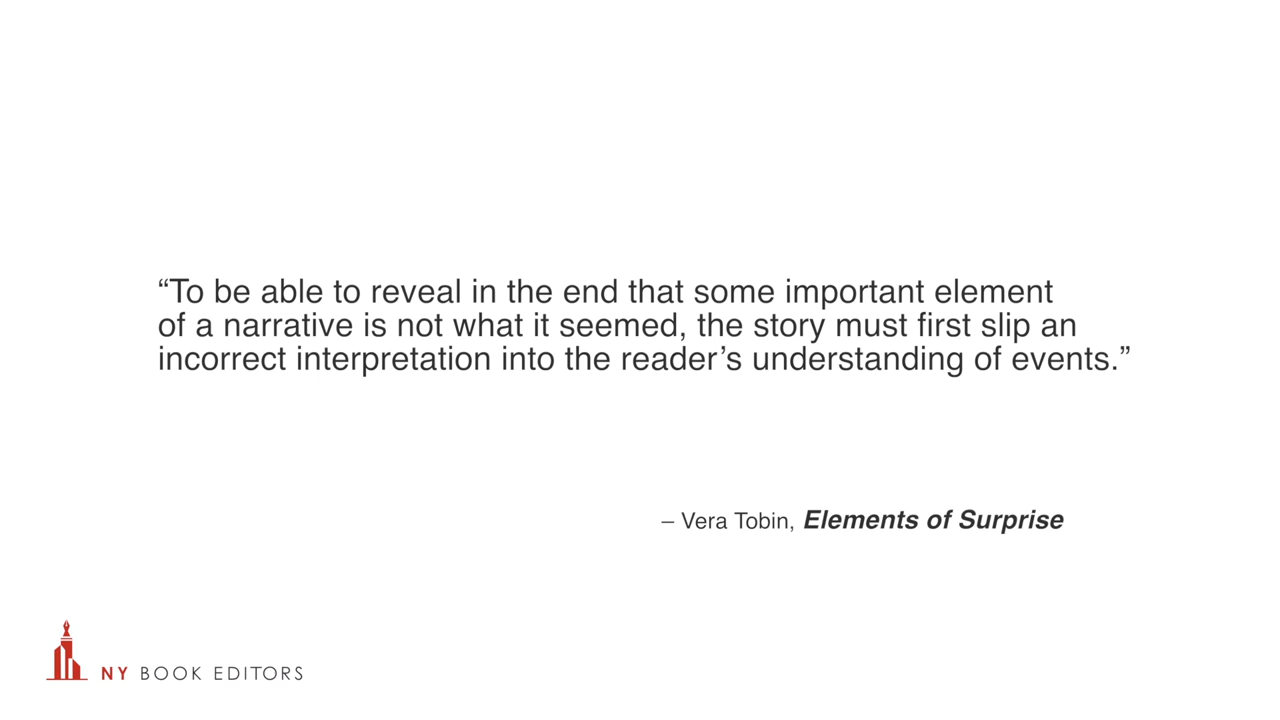 “To be able to reveal in the end that some important element
of a narrative is not what it seemed, the story must first slip an
incorrect interpretation into the reader’s understanding of events.”
– Vera Tobin, Elements of Surprise
NY BOOK EDITORS